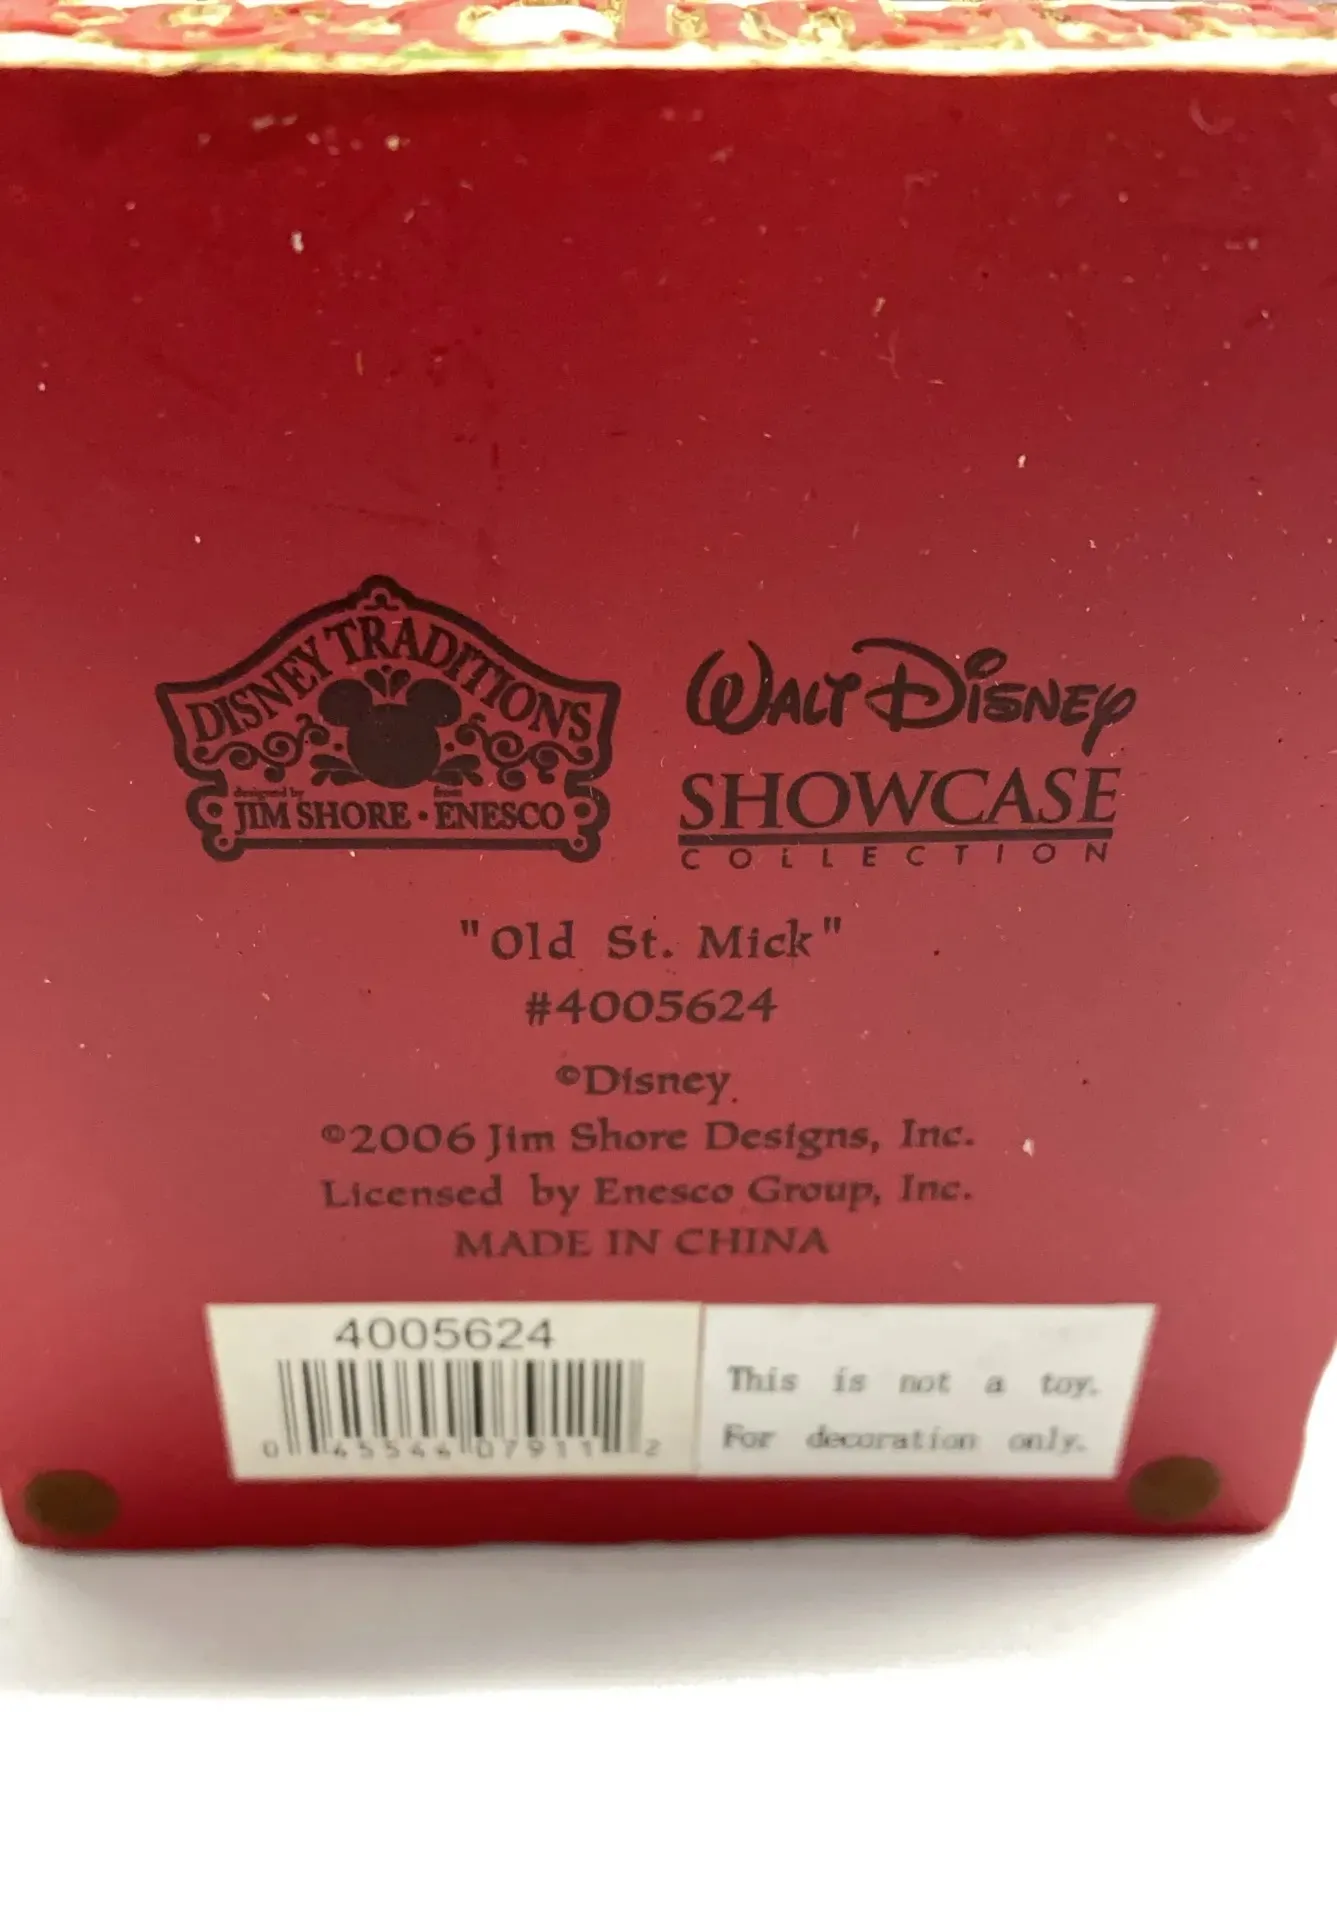 DISNEY TRADITIONS
designed by
from
JIM SHORE • ENESCO
WALT DISNEY
SHOWCASE
COLLECTION
"Old St. Mick"
#4005624
©Disney
©2006 Jim Shore Designs, Inc.
Licensed by Enesco Group, Inc.
MADE IN CHINA
4005624
0 45544 07911 2
This is not a toy.
For decoration only.